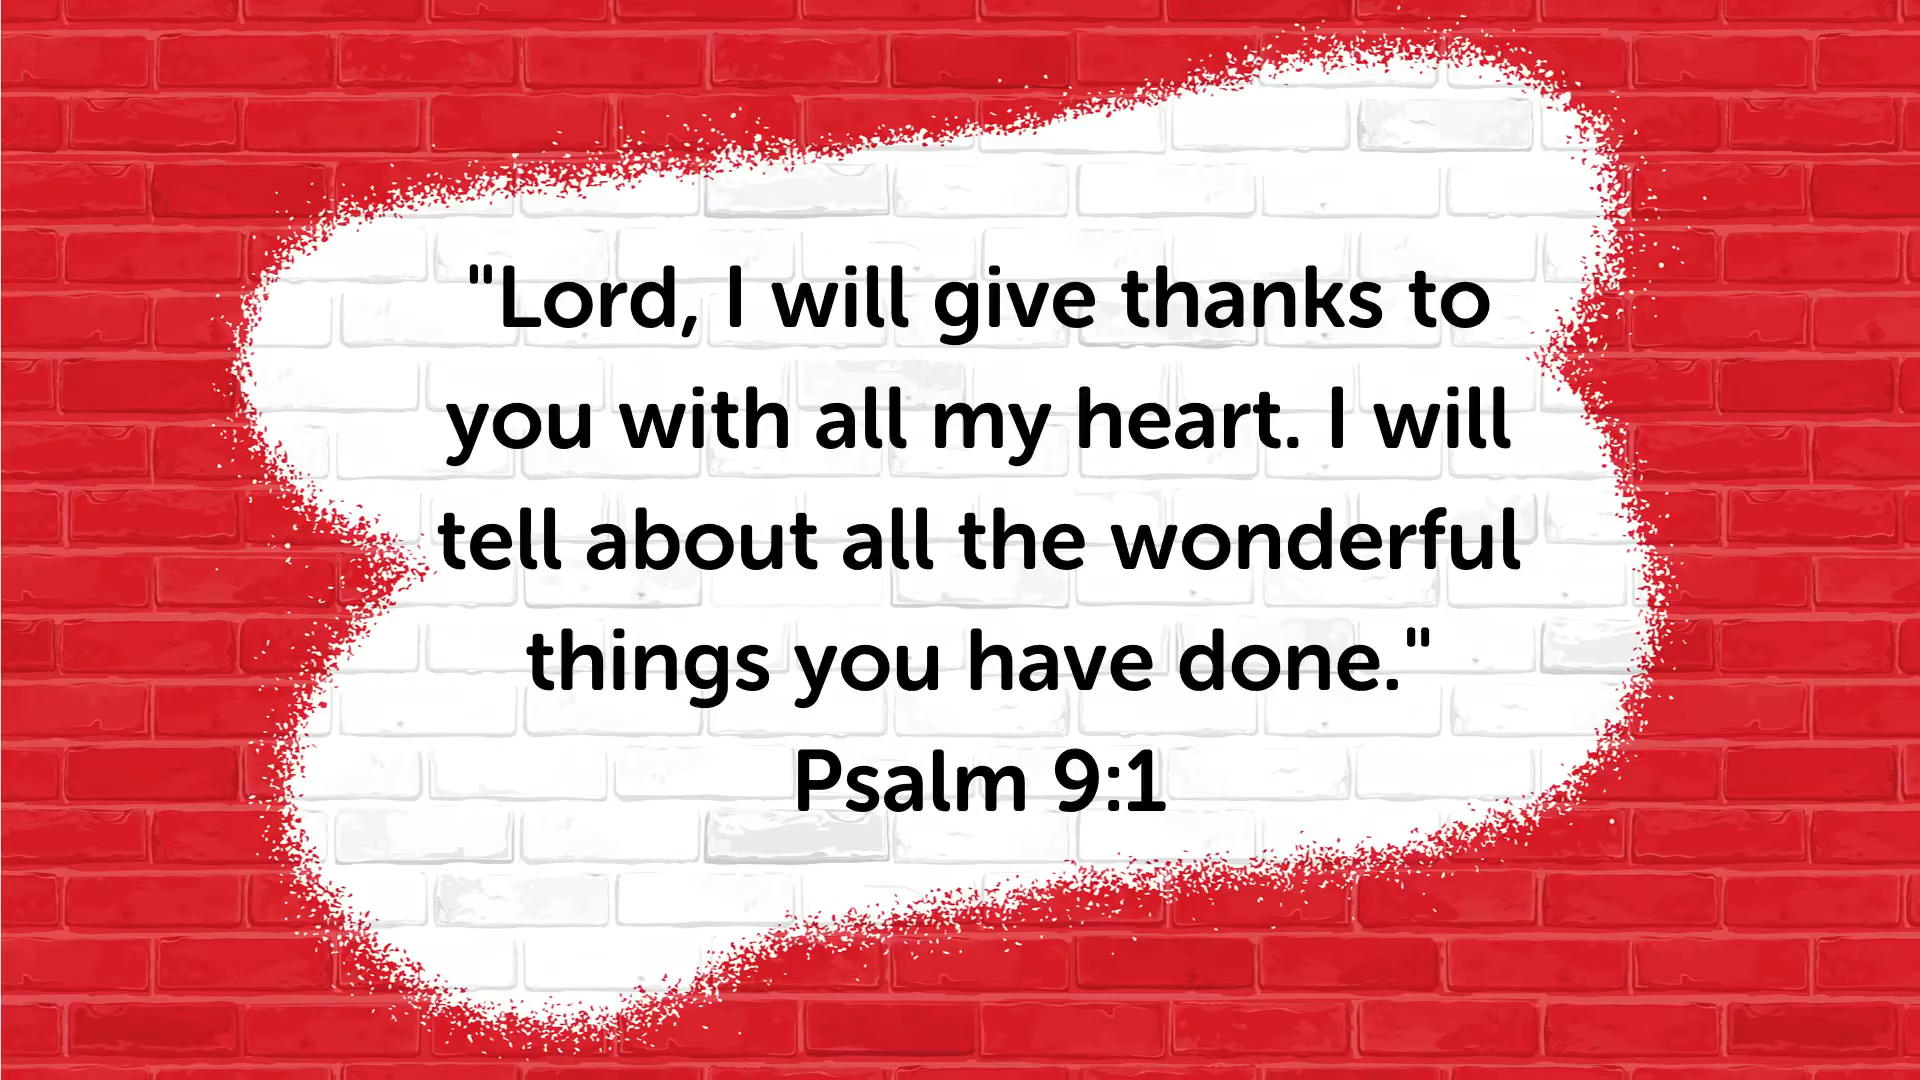 "Lord, I will give thanks to
you with all my heart. I will
tell about all the wonderful
things you have done."
Psalm 9:1